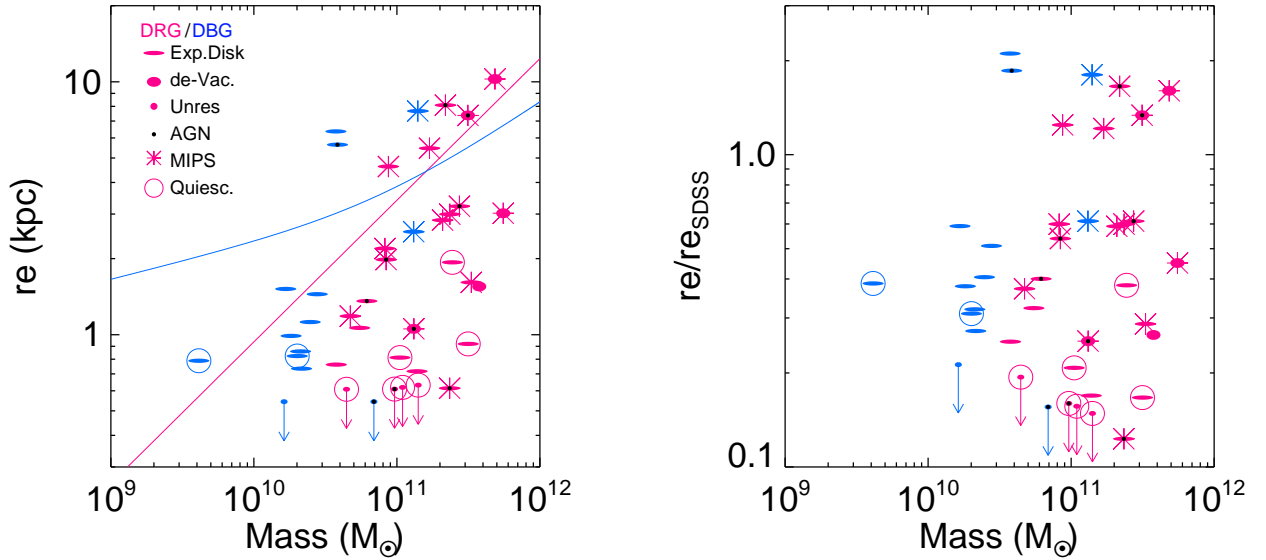 DRG/DBG
Exp.Disk
de-Vac.
Unres
AGN
MIPS
Quiesc.
10
1
re (kpc)
10^9 10^10 10^11 10^12
Mass (M_⊙)
1.0
0.1
re/re_SDSS
10^9 10^10 10^11 10^12
Mass (M_⊙)